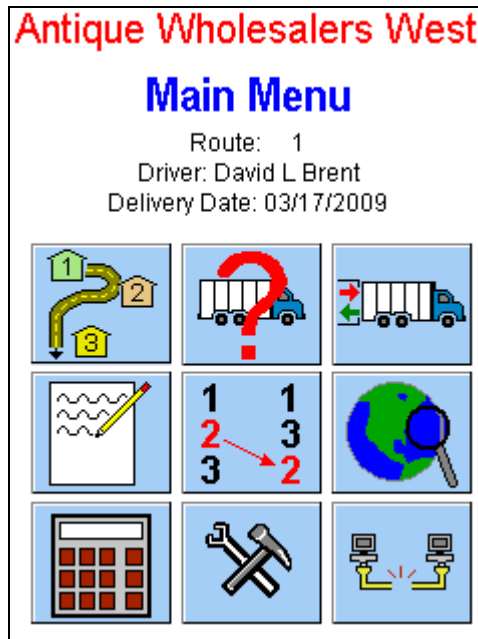 Antique Wholesalers West
Main Menu
Route: 1
Driver: David L Brent
Delivery Date: 03/17/2009
1
2
3
?
1 1
2 3
3 2